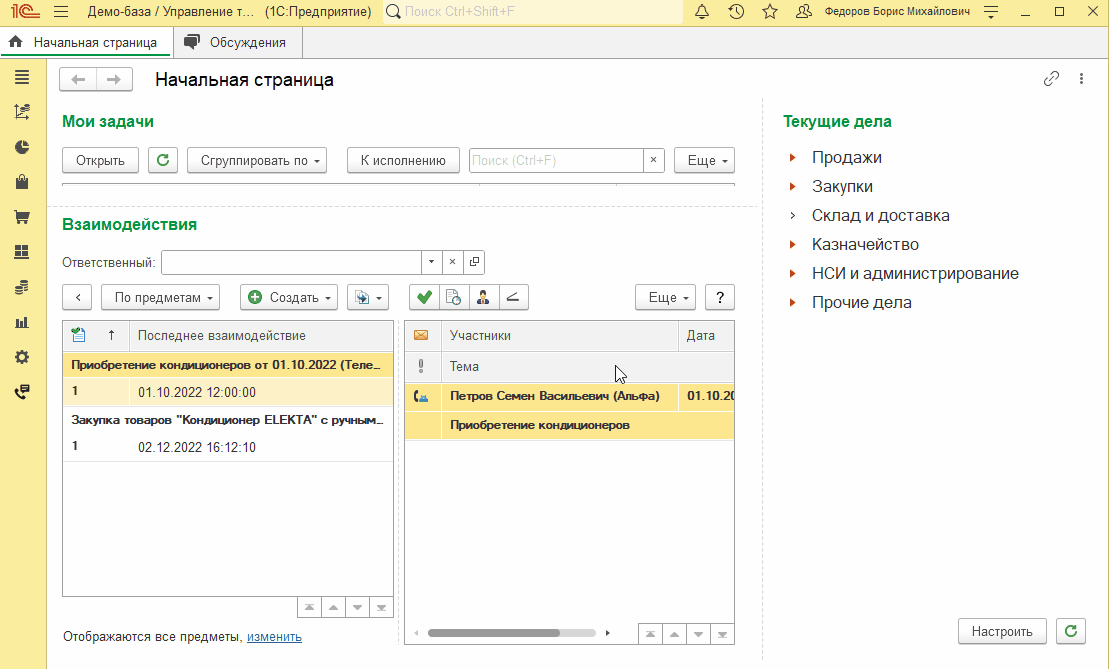 1С Демо-база / Управление т... (1С:Предприятие) Поиск Ctrl+Shift+F Федоров Борис Михайлович
Начальная страница Обсуждения
Начальная страница
Мои задачи
Открыть Сгруппировать по К исполнению Поиск (Ctrl+F) × Еще
Взаимодействия
Ответственный:
По предметам Создать Еще ?
Последнее взаимодействие
Приобретение кондиционеров от 01.10.2022 (Теле...
1 01.10.2022 12:00:00
Закупка товаров "Кондиционер ELEKTA" с ручным...
1 02.12.2022 16:12:10
Отображаются все предметы, изменить
Участники Дата
Тема
Петров Семен Васильевич (Альфа) 01.10.20
Приобретение кондиционеров
Текущие дела
Продажи
Закупки
Склад и доставка
Казначейство
НСИ и администрирование
Прочие дела
Настроить